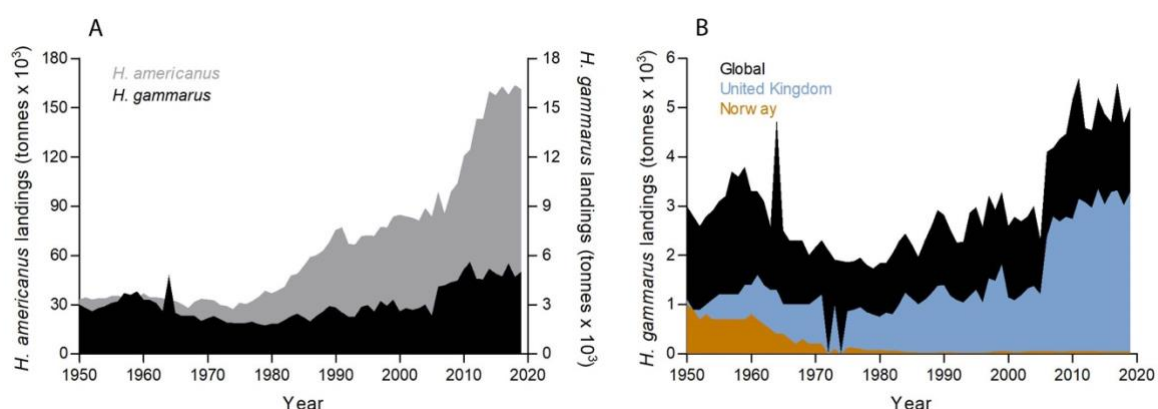 A
H. americanus landings (tonnes x 10³)
180
150
120
90
60
30
0
H. americanus
H. gammarus
18
15
12
9
6
3
0
H. gammarus landings (tonnes x 10³)
1950 1960 1970 1980 1990 2000 2010 2020
Year
B
H. gammarus landings (tonnes x 10³)
6
5
4
3
2
1
0
Global
United Kingdom
Norway
1950 1960 1970 1980 1990 2000 2010 2020
Year